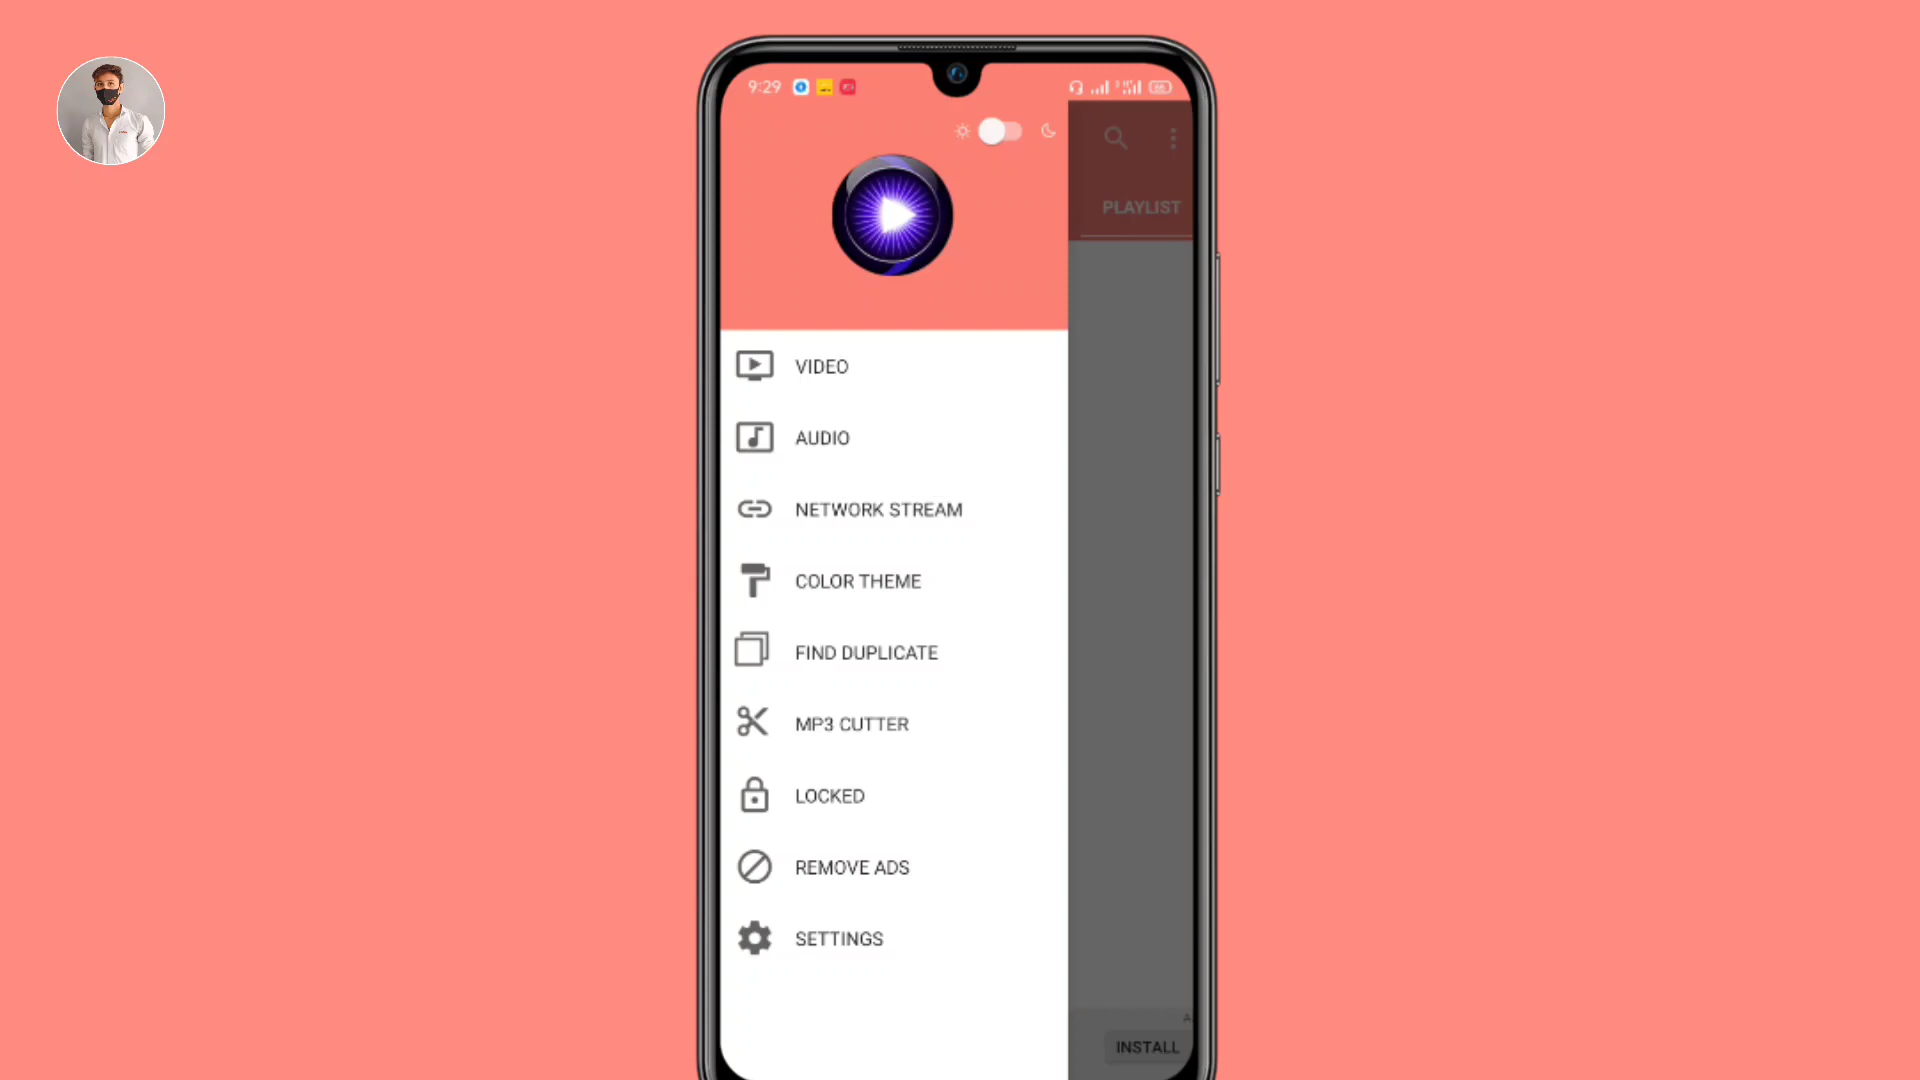 9:29
PLAYLIST
VIDEO
AUDIO
NETWORK STREAM
COLOR THEME
FIND DUPLICATE
MP3 CUTTER
LOCKED
REMOVE ADS
SETTINGS
INSTALL